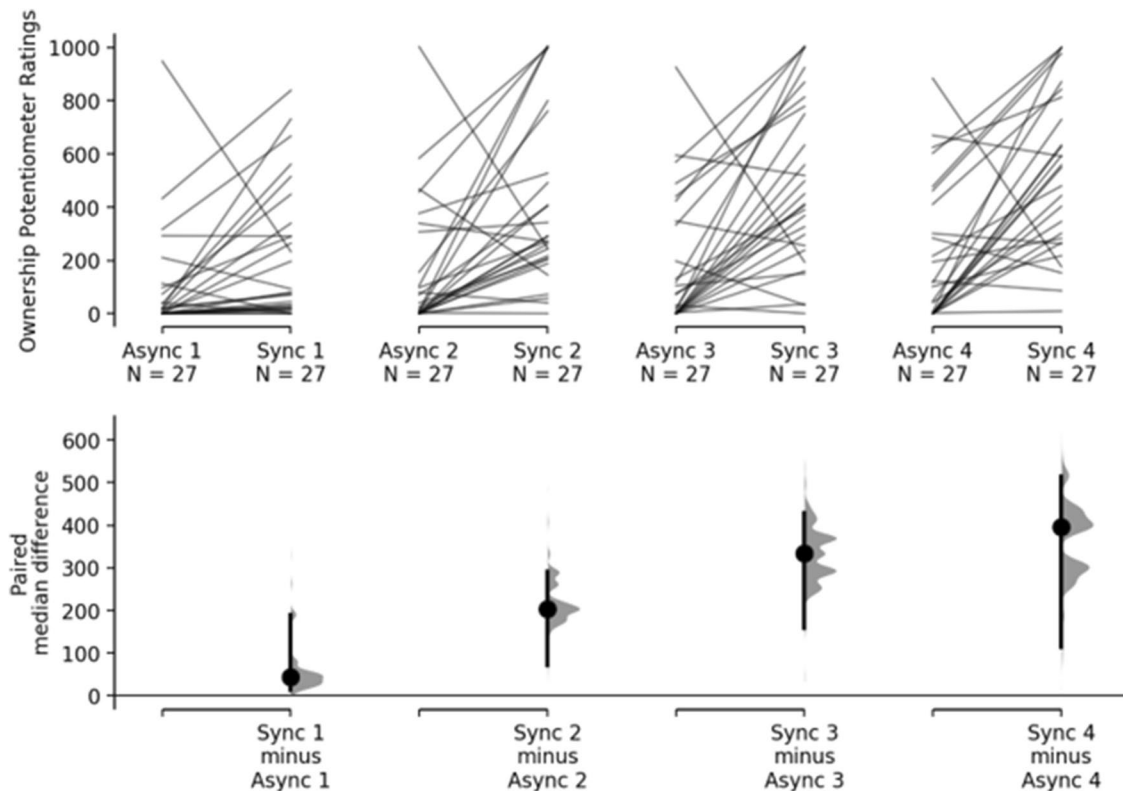 Ownership Potentiometer Ratings
1000
800
600
400
200
0
Async 1
N = 27
Sync 1
N = 27
Async 2
N = 27
Sync 2
N = 27
Async 3
N = 27
Sync 3
N = 27
Async 4
N = 27
Sync 4
N = 27
Paired
median difference
600
500
400
300
200
100
0
Sync 1
minus
Async 1
Sync 2
minus
Async 2
Sync 3
minus
Async 3
Sync 4
minus
Async 4